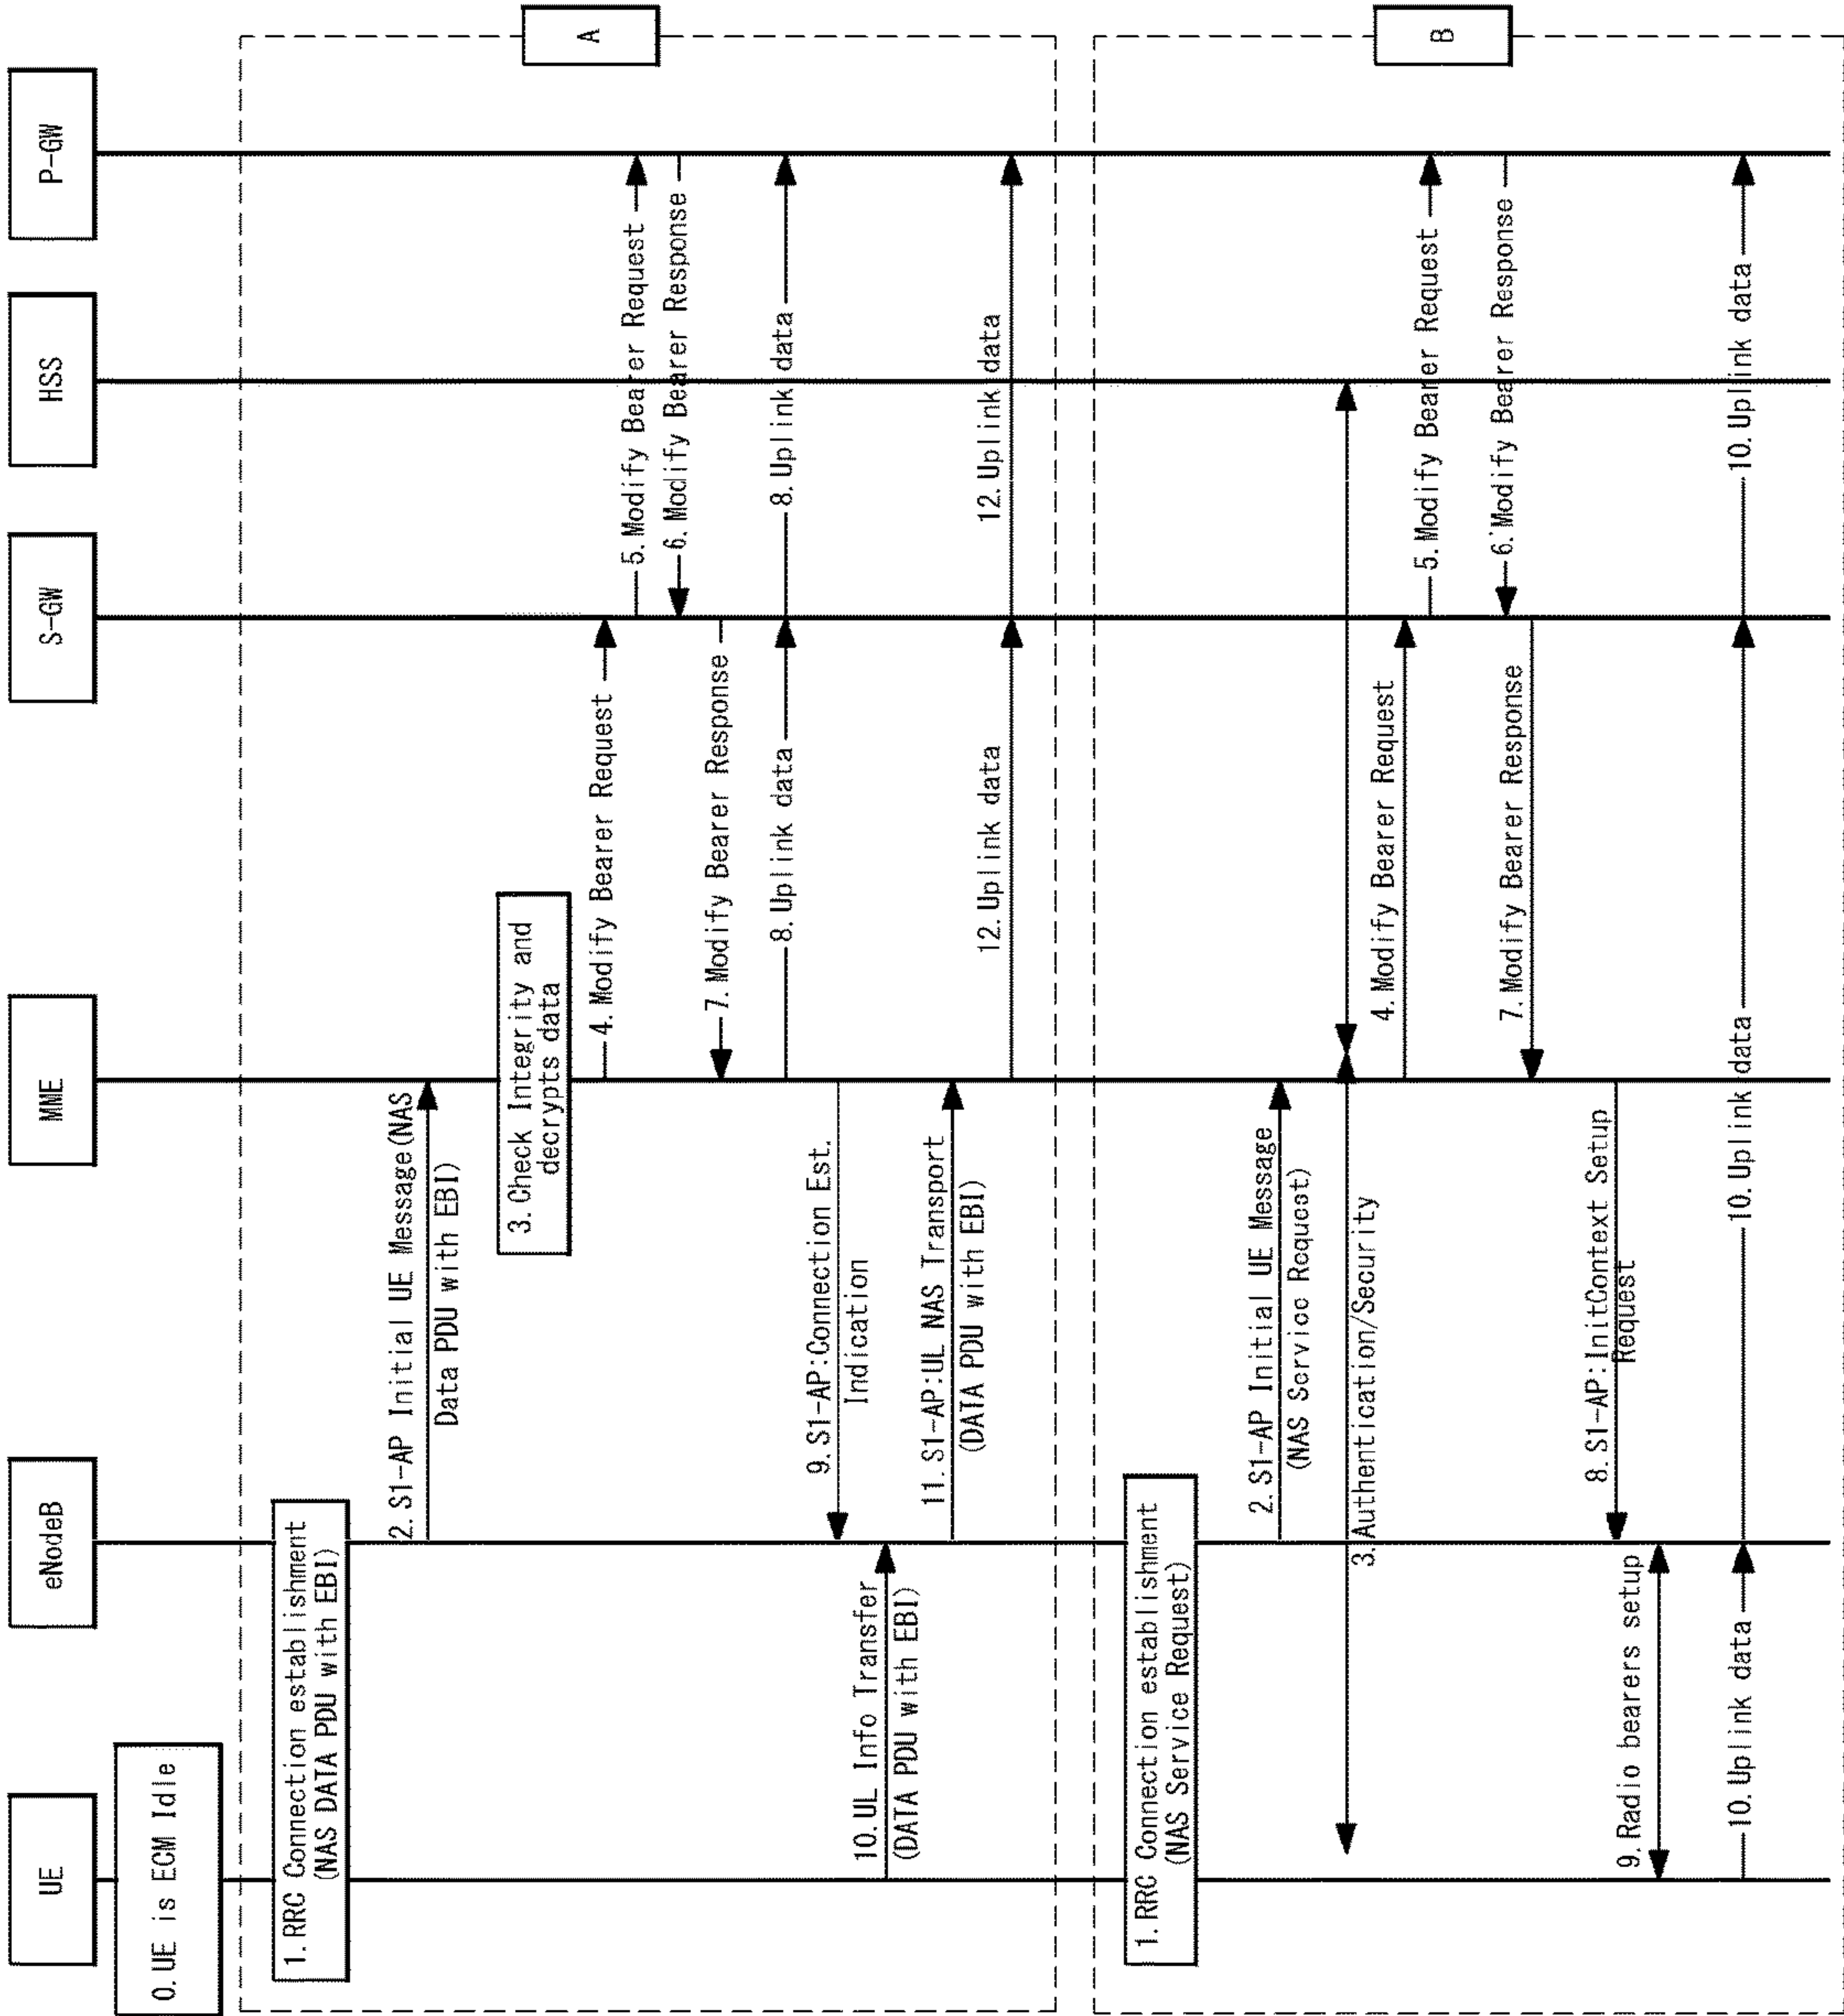 UE
eNodeB
MME
S-GW
HSS
P-GW
0. UE is ECM Idle
A
1. RRC Connection establishment
(NAS DATA PDU with EBI)
2. S1-AP Initial UE Message(NAS
Data PDU with EBI)
3. Check Integrity and
decrypts data
4. Modify Bearer Request
5. Modify Bearer Request
6. Modify Bearer Response
7. Modify Bearer Response
8. Uplink data
8. Uplink data
9. S1-AP:Connection Est.
Indication
10. UL Info Transfer
(DATA PDU with EBI)
11. S1-AP:UL NAS Transport
(DATA PDU with EBI)
12. Uplink data
12. Uplink data
B
1. RRC Connection establishment
(NAS Service Request)
2. S1-AP Initial UE Message
(NAS Service Request)
3. Authentication/Security
4. Modify Bearer Request
5. Modify Bearer Request
6. Modify Bearer Response
7. Modify Bearer Response
8. S1-AP:InitContext Setup
Request
9. Radio bearers setup
10. Uplink data
10. Uplink data
10. Uplink data